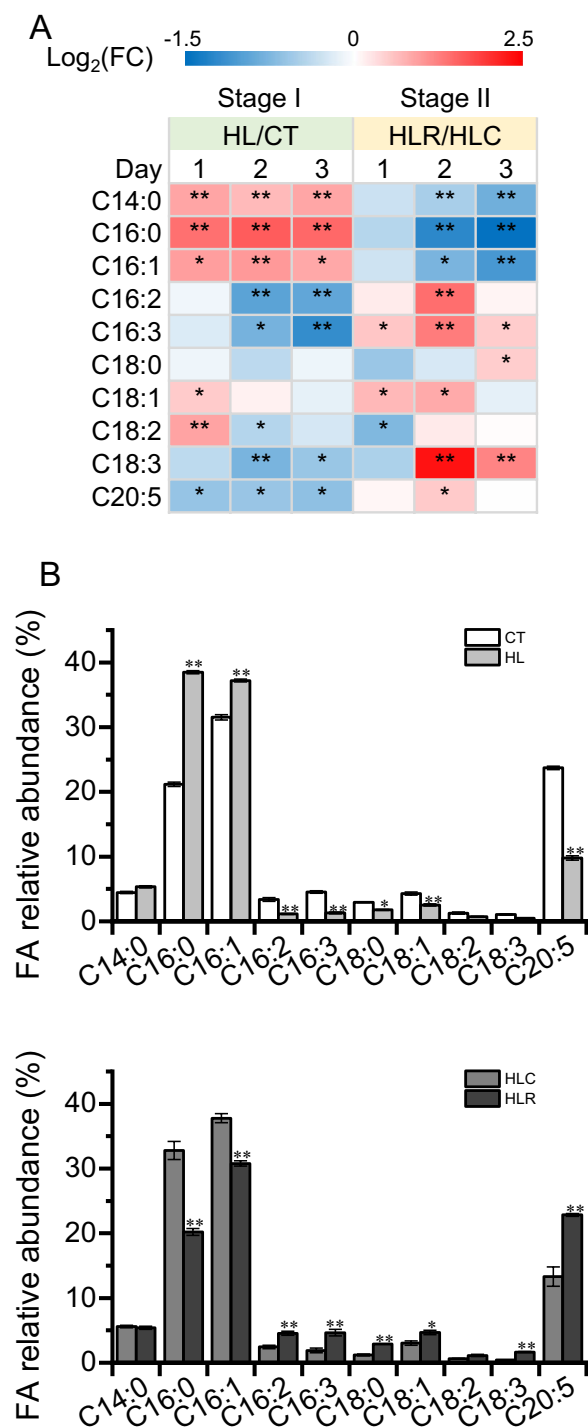 A
Log₂(FC) -1.5 0 2.5
Stage I Stage II
HL/CT HLR/HLC
Day 1 2 3 1 2 3
C14:0 ** ** ** ** **
C16:0 ** ** ** ** **
C16:1 * ** * * **
C16:2 ** ** **
C16:3 * ** * ** *
C18:0 *
C18:1 * * *
C18:2 ** * *
C18:3 ** * ** **
C20:5 * * * *
B
FA relative abundance (%)
40
30
20
10
0
CT
HL
** ** ** ** * ** **
C14:0 C16:0 C16:1 C16:2 C16:3 C18:0 C18:1 C18:2 C18:3 C20:5
FA relative abundance (%)
40
30
20
10
0
HLC
HLR
** ** ** ** ** * ** **
C14:0 C16:0 C16:1 C16:2 C16:3 C18:0 C18:1 C18:2 C18:3 C20:5